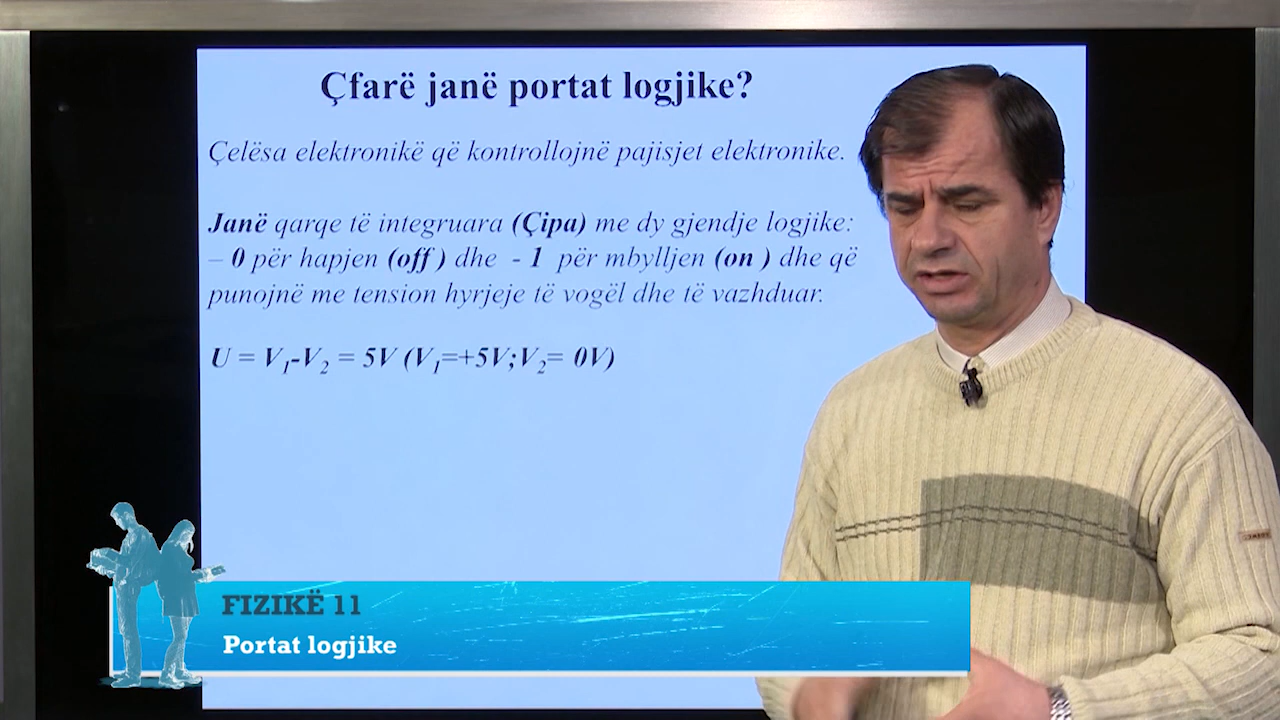 Çfarë janë portat logjike?
Çelësa elektronikë që kontrollojnë pajisjet elektronike.
Janë qarqe të integruara (Çipa) me dy gjendje logjike:
– 0 për hapjen (off ) dhe - 1 për mbylljen (on ) dhe që
punojnë me tension hyrjeje të vogël dhe të vazhduar.
U = V1-V2 = 5V (V1=+5V;V2= 0V)
FIZIKË 11
Portat logjike